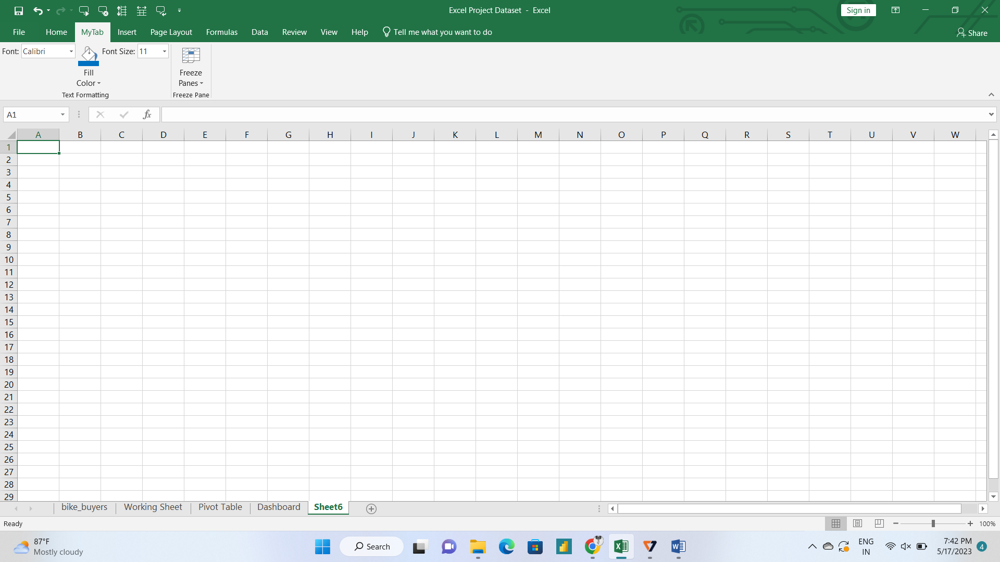 Excel Project Dataset - Excel
Sign in
File Home MyTab Insert Page Layout Formulas Data Review View Help Tell me what you want to do Share
Font: Calibri Font Size: 11
Fill Color
Freeze Panes
Text Formatting Freeze Pane
A1 fx
A B C D E F G H I J K L M N O P Q R S T U V W
1
2
3
4
5
6
7
8
9
10
11
12
13
14
15
16
17
18
19
20
21
22
23
24
25
26
27
28
29
bike_buyers Working Sheet Pivot Table Dashboard Sheet6
Ready 100%
87°F
Mostly cloudy
Search
ENG
IN
7:42 PM
5/17/2023
4